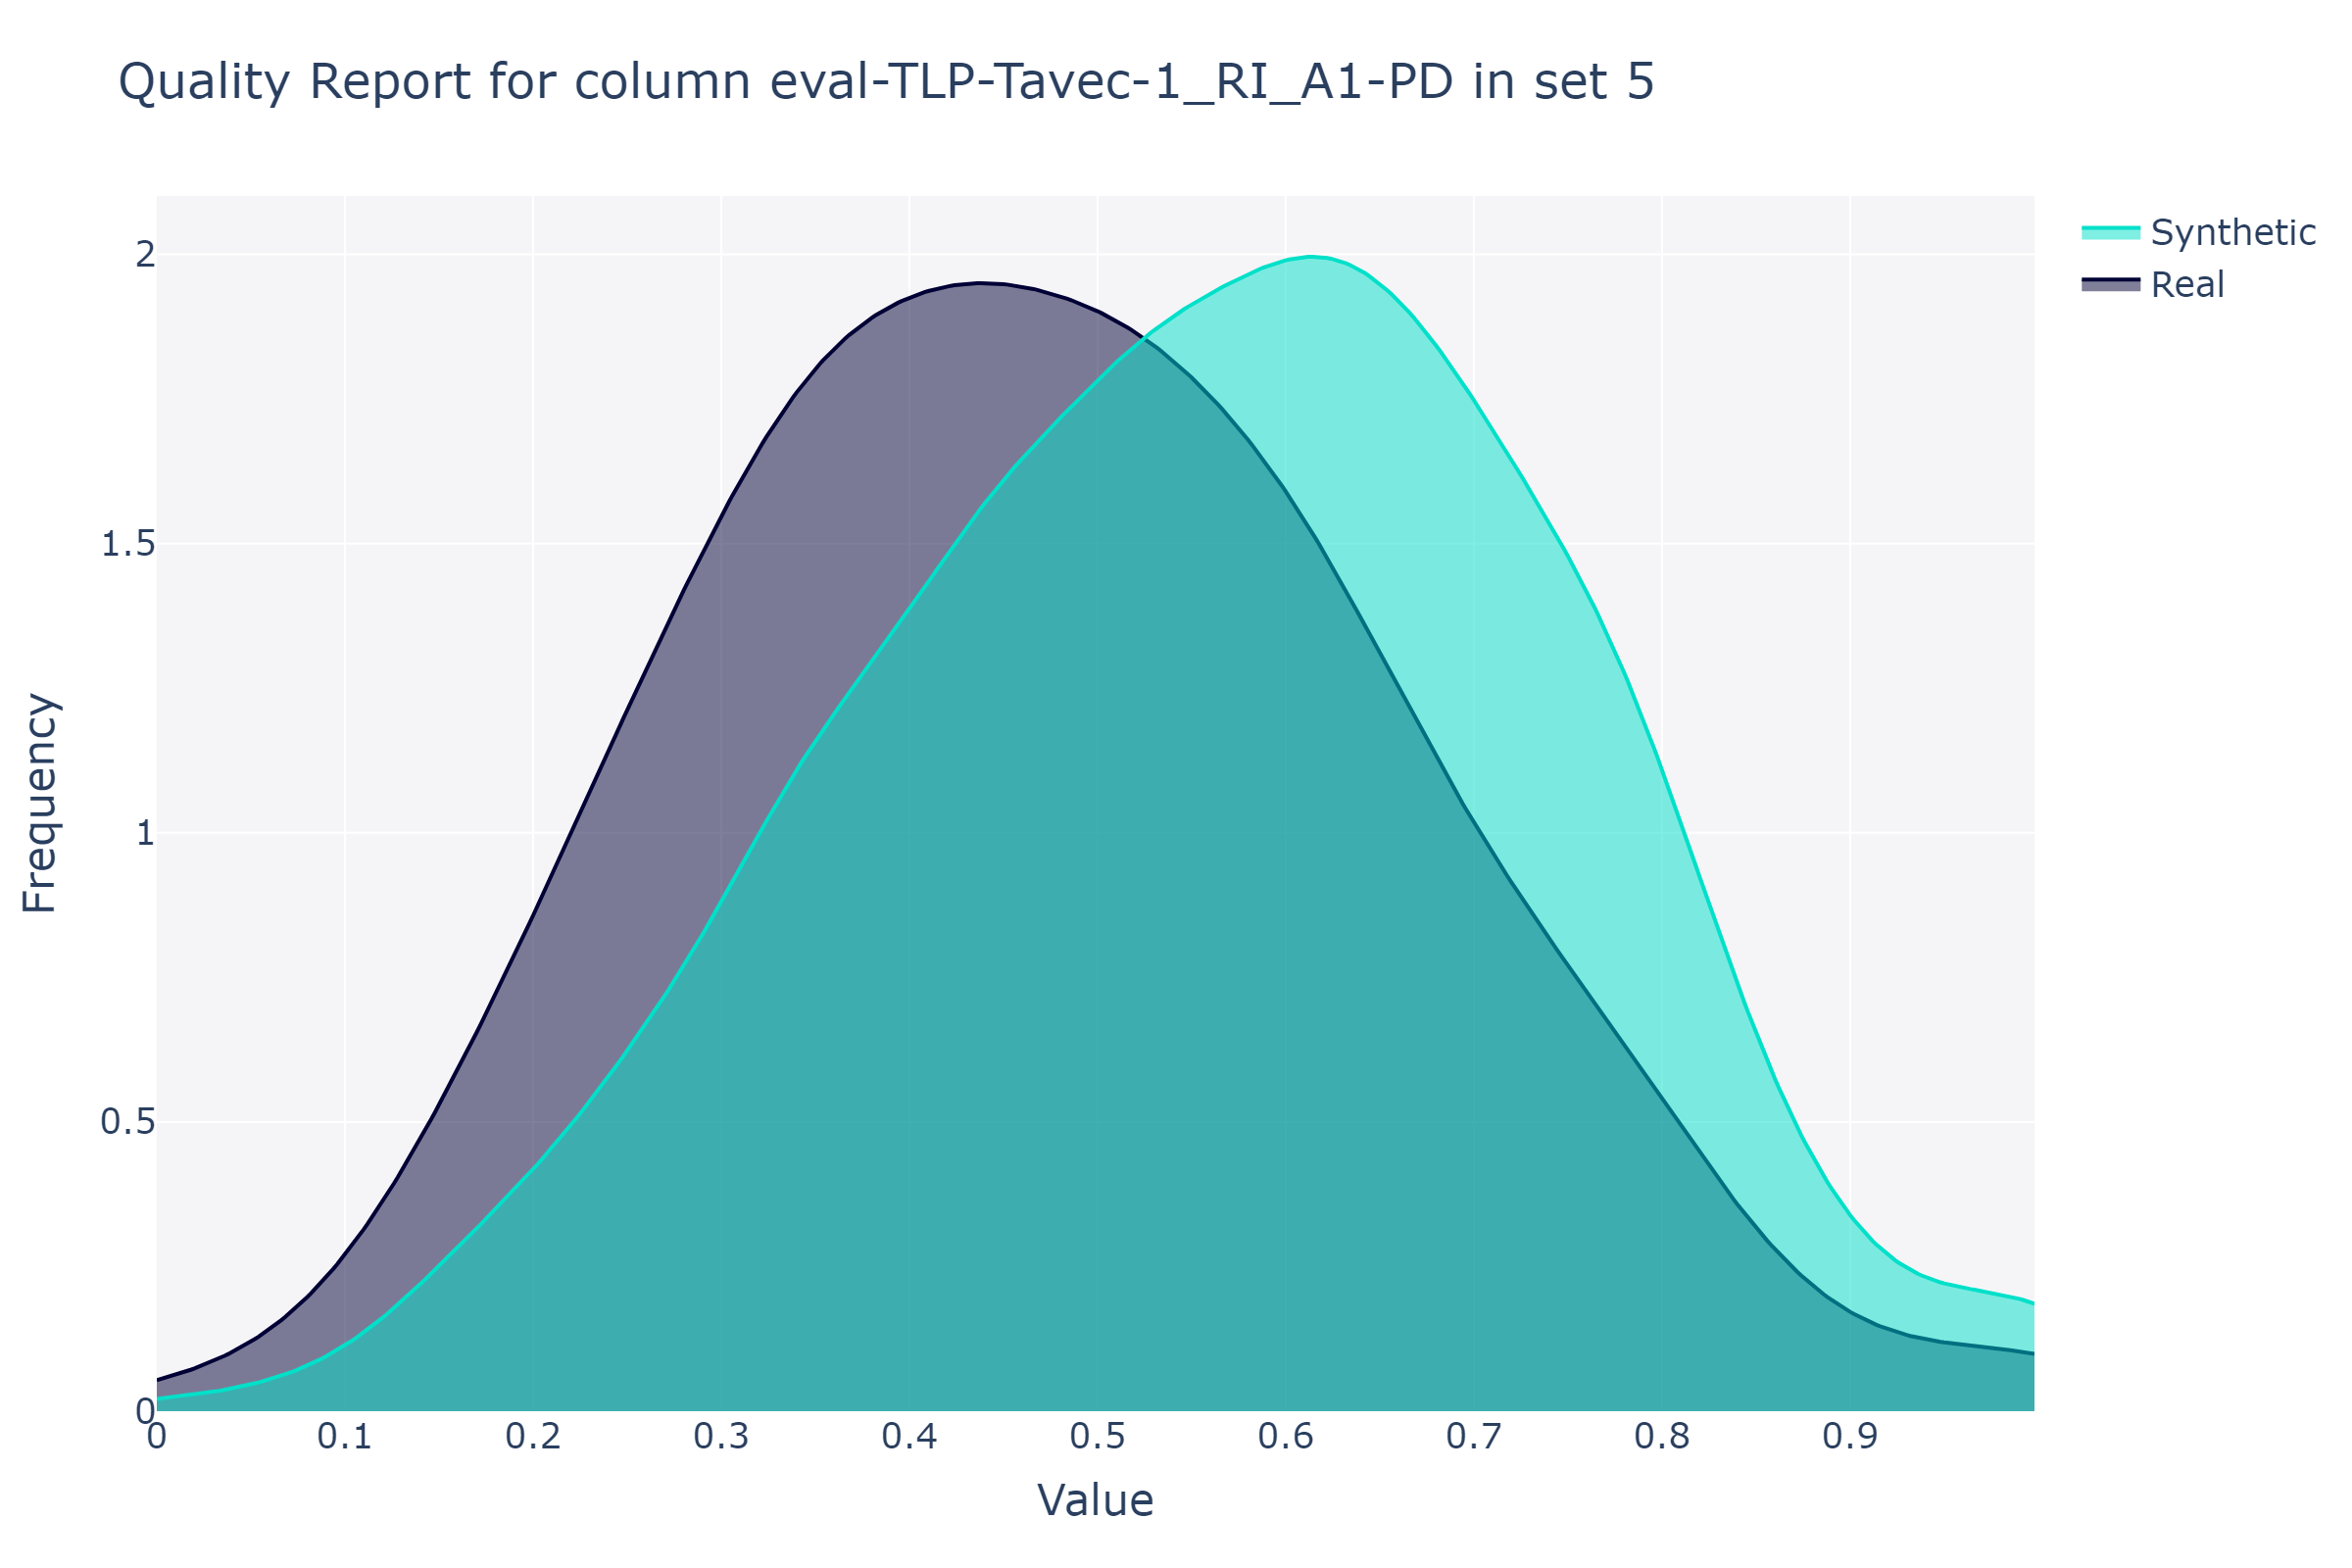 Quality Report for column eval-TLP-Tavec-1_RI_A1-PD in set 5
Synthetic
Real
2
1.5
1
0.5
0
0 0.1 0.2 0.3 0.4 0.5 0.6 0.7 0.8 0.9
Frequency
Value